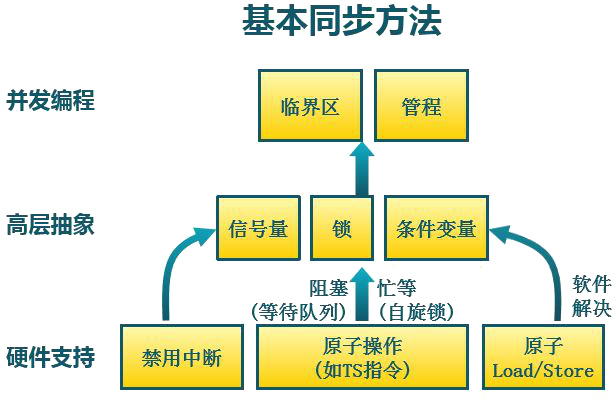 基本同步方法
并发编程
临界区
管程
高层抽象
信号量
锁
条件变量
阻塞
(等待队列)
忙等
(自旋锁)
软件
解决
硬件支持
禁用中断
原子操作
(如TS指令)
原子
Load/Store